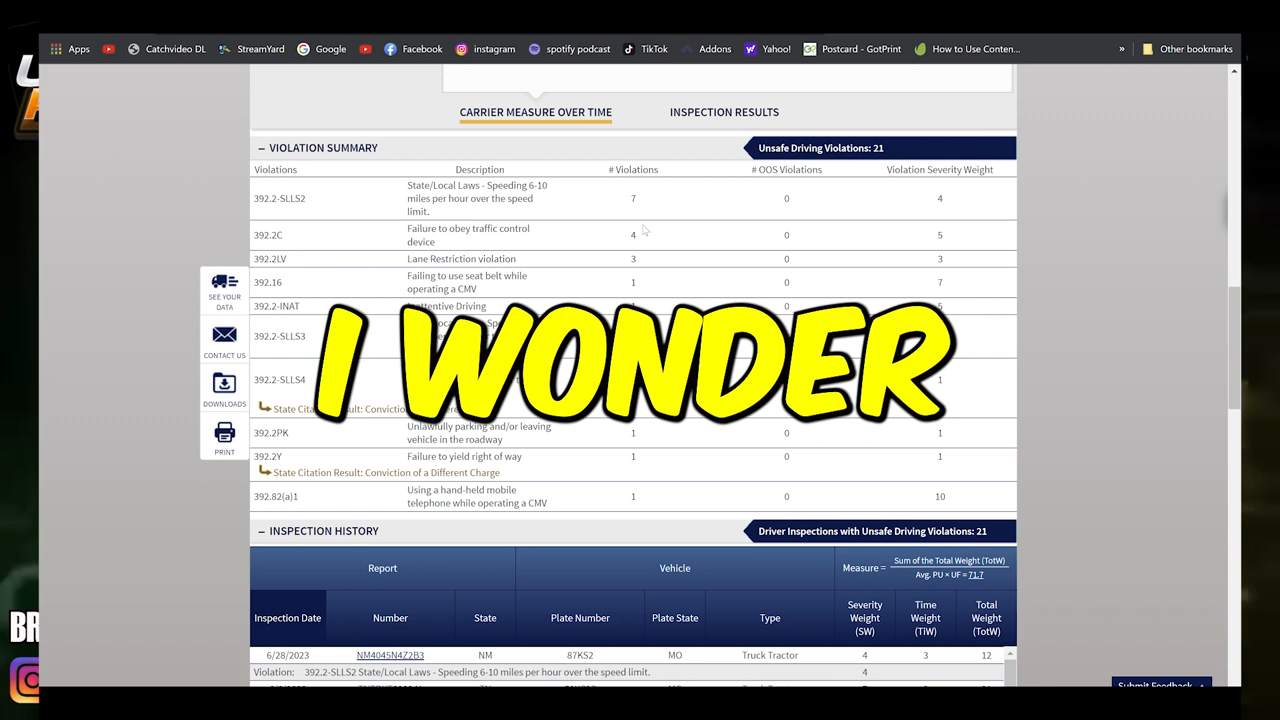 Apps
Catchvideo DL
StreamYard
Google
Facebook
instagram
spotify podcast
TikTok
Addons
Yahoo!
Postcard - GotPrint
How to Use Conten...
»
Other bookmarks
CARRIER MEASURE OVER TIME
INSPECTION RESULTS
– VIOLATION SUMMARY
Unsafe Driving Violations: 21
Violations
Description
# Violations
# OOS Violations
Violation Severity Weight
392.2-SLLS2
State/Local Laws - Speeding 6-10
miles per hour over the speed
limit.
7
0
4
392.2C
Failure to obey traffic control
device
4
0
5
392.2LV
Lane Restriction violation
3
0
3
392.16
Failing to use seat belt while
operating a CMV
1
0
7
392.2-INAT
Inattentive Driving
392.2-SLLS3
392.2-SLLS4
1
State Citation Result:
392.2PK
Unlawfully parking and/or leaving
vehicle in the roadway
1
0
1
392.2Y
Failure to yield right of way
1
0
1
State Citation Result: Conviction of a Different Charge
392.82(a)1
Using a hand-held mobile
telephone while operating a CMV
1
0
10
I WONDER
SEE YOUR
DATA
CONTACT US
DOWNLOADS
PRINT
– INSPECTION HISTORY
Driver Inspections with Unsafe Driving Violations: 21
Report
Vehicle
Measure =
Sum of the Total Weight (TotW)
Avg. PU × UF = 71.7
Inspection Date
Number
State
Plate Number
Plate State
Type
Severity
Weight
(SW)
Time
Weight
(TiW)
Total
Weight
(TotW)
6/28/2023
NM4045N4Z2B3
NM
87KS2
MO
Truck Tractor
4
3
12
Violation: 392.2-SLLS2 State/Local Laws - Speeding 6-10 miles per hour over the speed limit.
4
Submit Feedback
BR